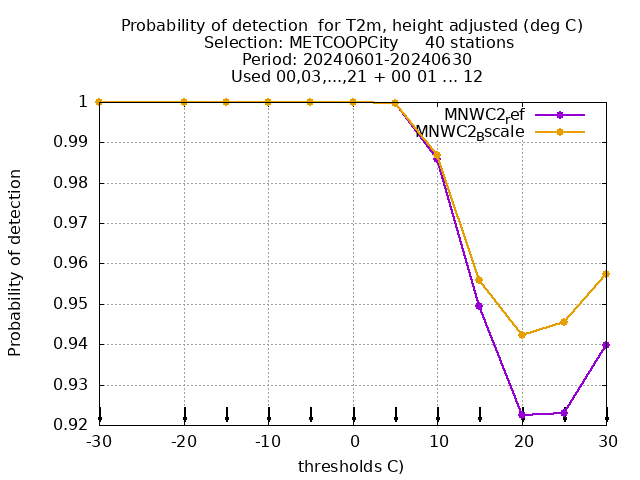 Probability of detection  for T2m, height adjusted (deg C)
Selection: METCOOPCity     40 stations
Period: 20240601-20240630
Used 00,03,...,21 + 00 01 ... 12
MNWC2ref
MNWC2Bscale
1
0.99
0.98
0.97
0.96
0.95
0.94
0.93
0.92
Probability of detection
-30
-20
-10
0
10
20
30
thresholds C)